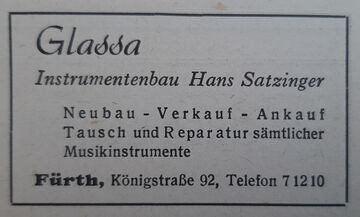 Glassa
Instrumentenbau Hans Satzinger
Neubau - Verkauf - Ankauf
Tausch und Reparatur sämtlicher
Musikinstrumente
Fürth, Königstraße 92, Telefon 71210